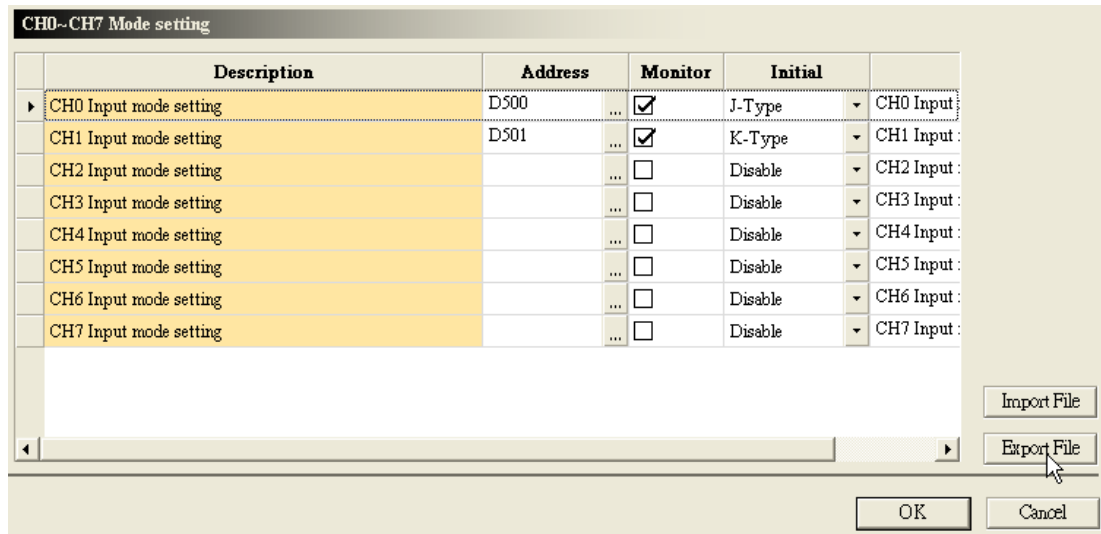 CH0~CH7 Mode setting
Description Address Monitor Initial
CH0 Input mode setting D500 ... J-Type CH0 Input
CH1 Input mode setting D501 ... K-Type CH1 Input :
CH2 Input mode setting ... Disable CH2 Input :
CH3 Input mode setting ... Disable CH3 Input :
CH4 Input mode setting ... Disable CH4 Input :
CH5 Input mode setting ... Disable CH5 Input :
CH6 Input mode setting ... Disable CH6 Input :
CH7 Input mode setting ... Disable CH7 Input :
Import File
Export File
OK Cancel